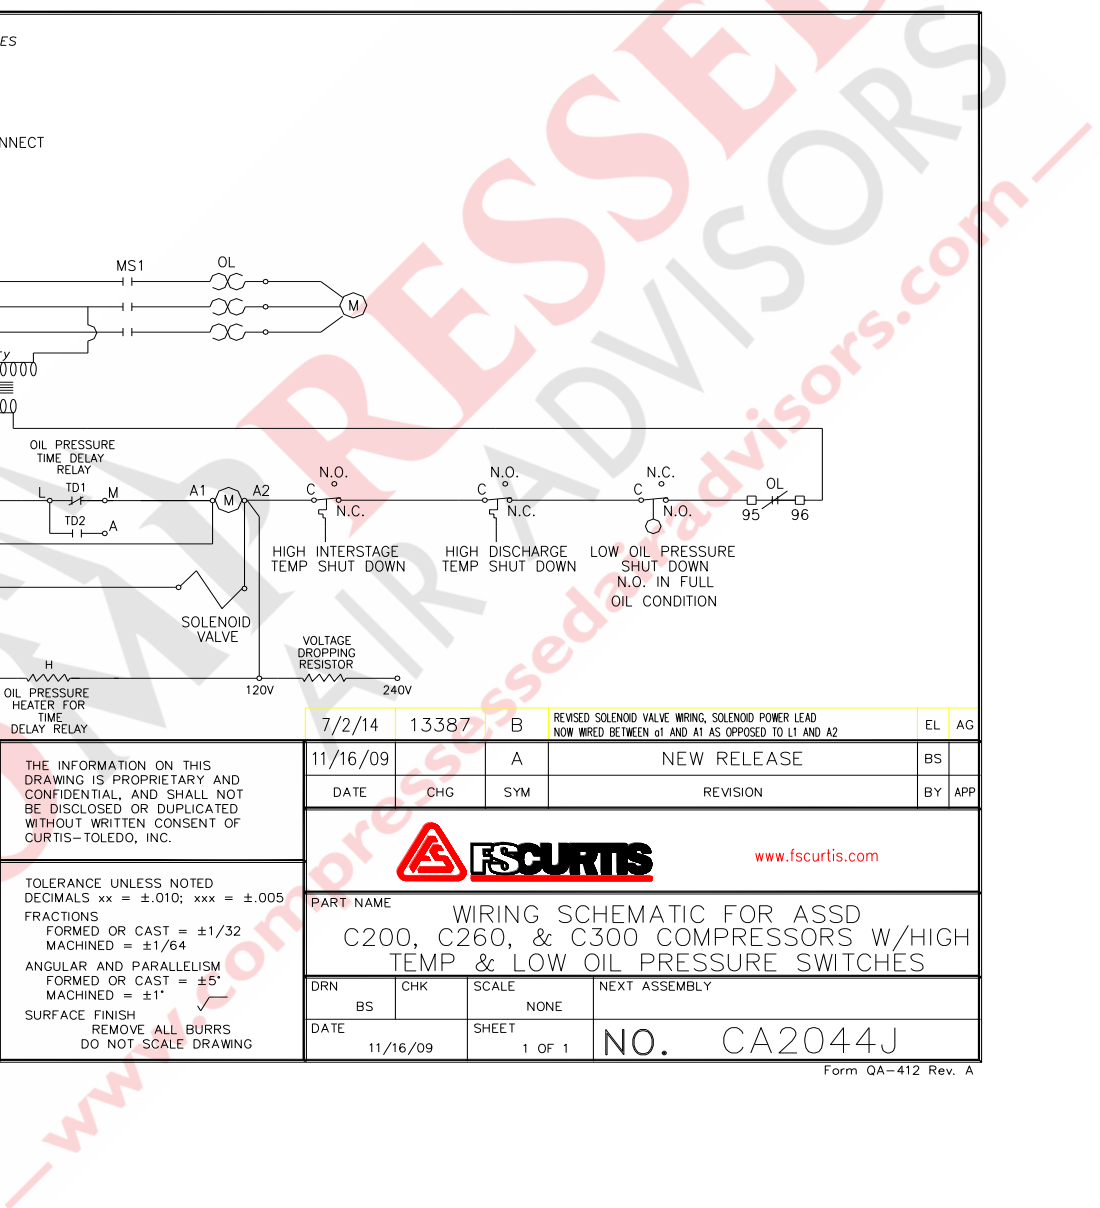 ES
NNECT
MS1
OL
M
ry
OIL PRESSURE
TIME DELAY
RELAY
L
TD1
M
TD2
A
A1
M
A2
N.O.
C
N.C.
HIGH INTERSTAGE
TEMP SHUT DOWN
N.O.
C
N.C.
HIGH DISCHARGE
TEMP SHUT DOWN
N.C.
C
N.O.
LOW OIL PRESSURE
SHUT DOWN
N.O. IN FULL
OIL CONDITION
OL
95
96
SOLENOID
VALVE
VOLTAGE
DROPPING
RESISTOR
H
120V
240V
OIL PRESSURE
HEATER FOR
TIME
DELAY RELAY
7/2/14 13387 B REVISED SOLENOID VALVE WIRING, SOLENOID POWER LEAD
NOW WIRED BETWEEN a1 AND A1 AS OPPOSED TO L1 AND A2 EL AG
11/16/09 A NEW RELEASE BS
DATE CHG SYM REVISION BY APP
THE INFORMATION ON THIS
DRAWING IS PROPRIETARY AND
CONFIDENTIAL, AND SHALL NOT
BE DISCLOSED OR DUPLICATED
WITHOUT WRITTEN CONSENT OF
CURTIS-TOLEDO, INC.
FSCURTIS
www.fscurtis.com
TOLERANCE UNLESS NOTED
DECIMALS xx = ±.010; xxx = ±.005
FRACTIONS
FORMED OR CAST = ±1/32
MACHINED = ±1/64
ANGULAR AND PARALLELISM
FORMED OR CAST = ±5°
MACHINED = ±1°
SURFACE FINISH
REMOVE ALL BURRS
DO NOT SCALE DRAWING
PART NAME
WIRING SCHEMATIC FOR ASSD
C200, C260, & C300 COMPRESSORS W/HIGH
TEMP & LOW OIL PRESSURE SWITCHES
DRN
BS
CHK
SCALE
NONE
NEXT ASSEMBLY
DATE
11/16/09
SHEET
1 OF 1
NO. CA2044J
Form QA-412 Rev. A
OMPRESSED
AIR ADVISORS
www.compressedairadvisors.com